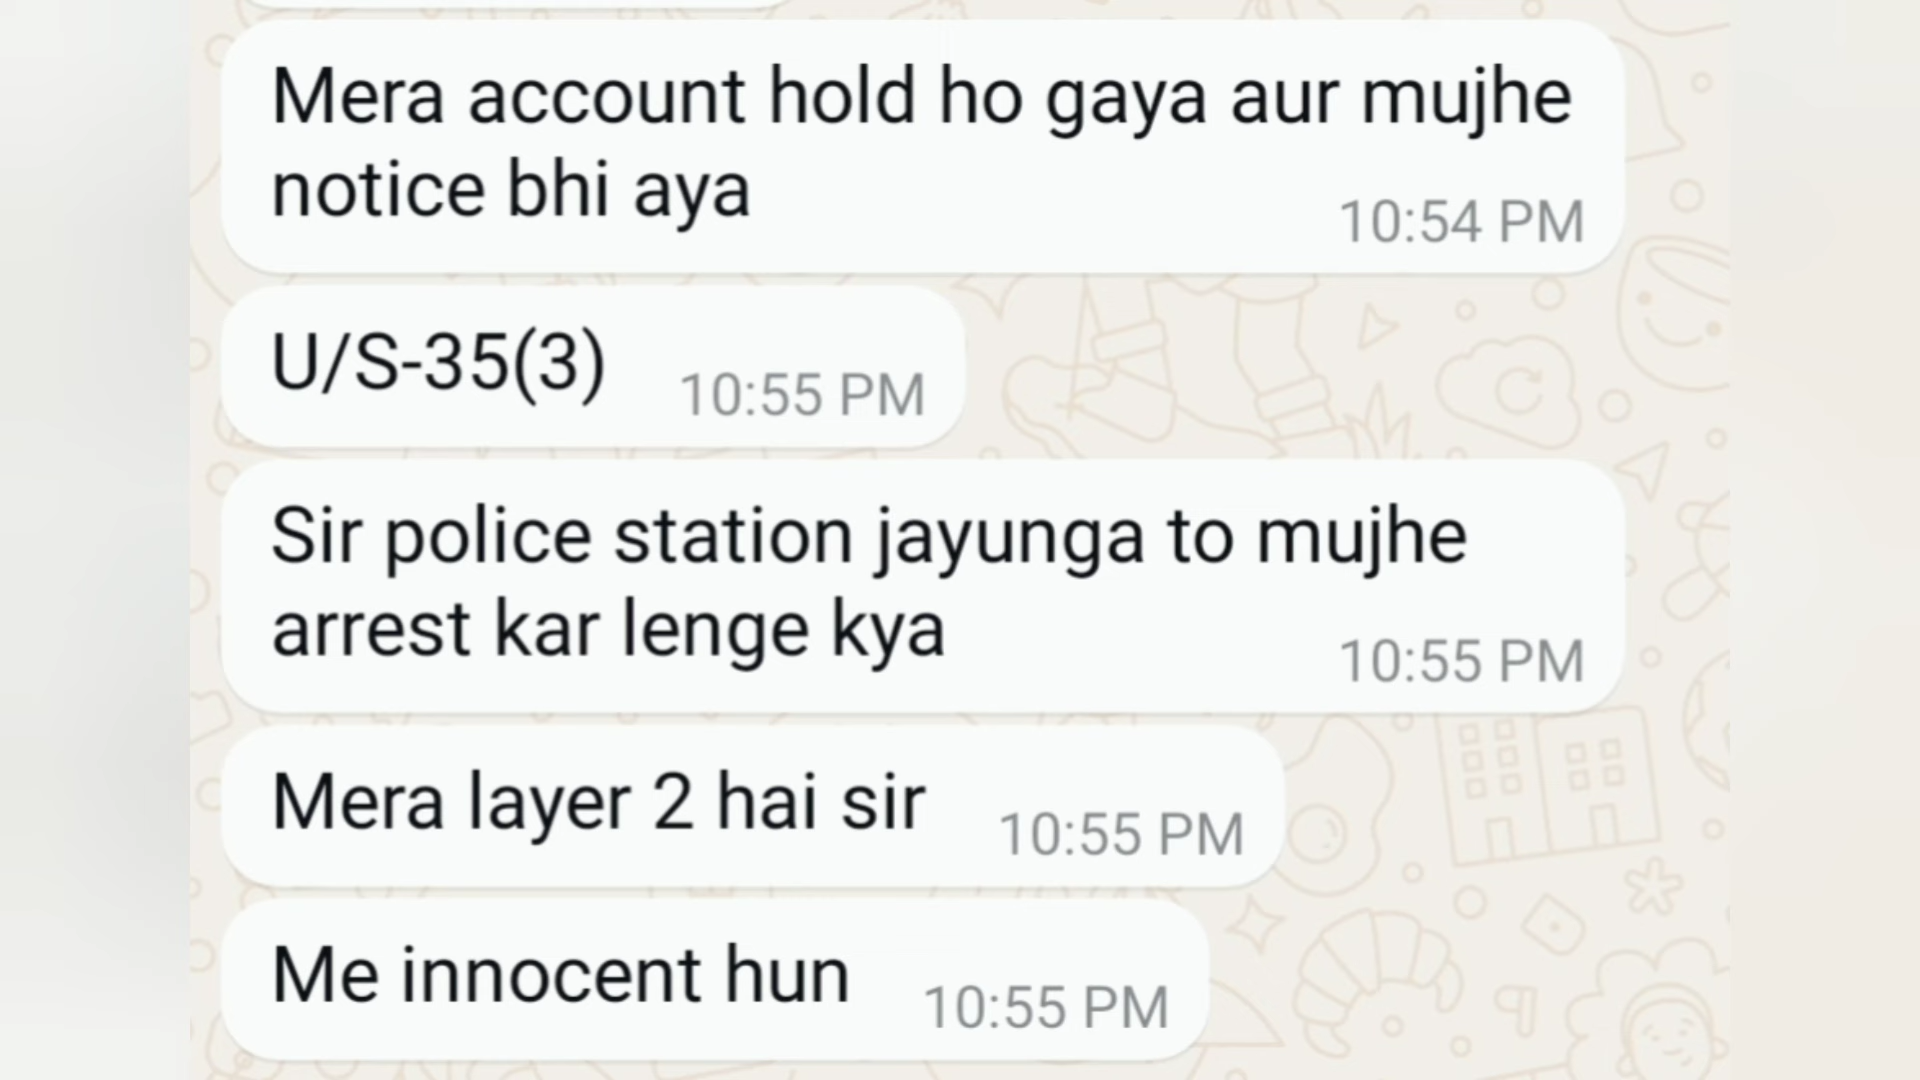 Mera account hold ho gaya aur mujhe
notice bhi aya
10:54 PM
U/S-35(3)
10:55 PM
Sir police station jayunga to mujhe
arrest kar lenge kya
10:55 PM
Mera layer 2 hai sir
10:55 PM
Me innocent hun
10:55 PM